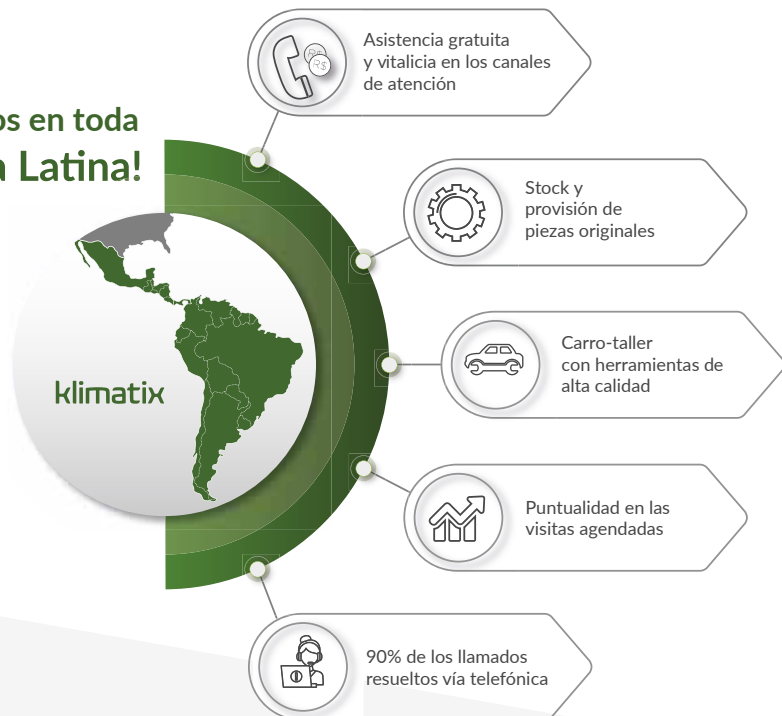 Asistencia gratuita
y vitalicia en los canales
de atención
os en toda
a Latina!
Stock y
provisión de
piezas originales
klimatix
Carro-taller
con herramientas de
alta calidad
Puntualidad en las
visitas agendadas
90% de los llamados
resueltos vía telefónica
R$
R$